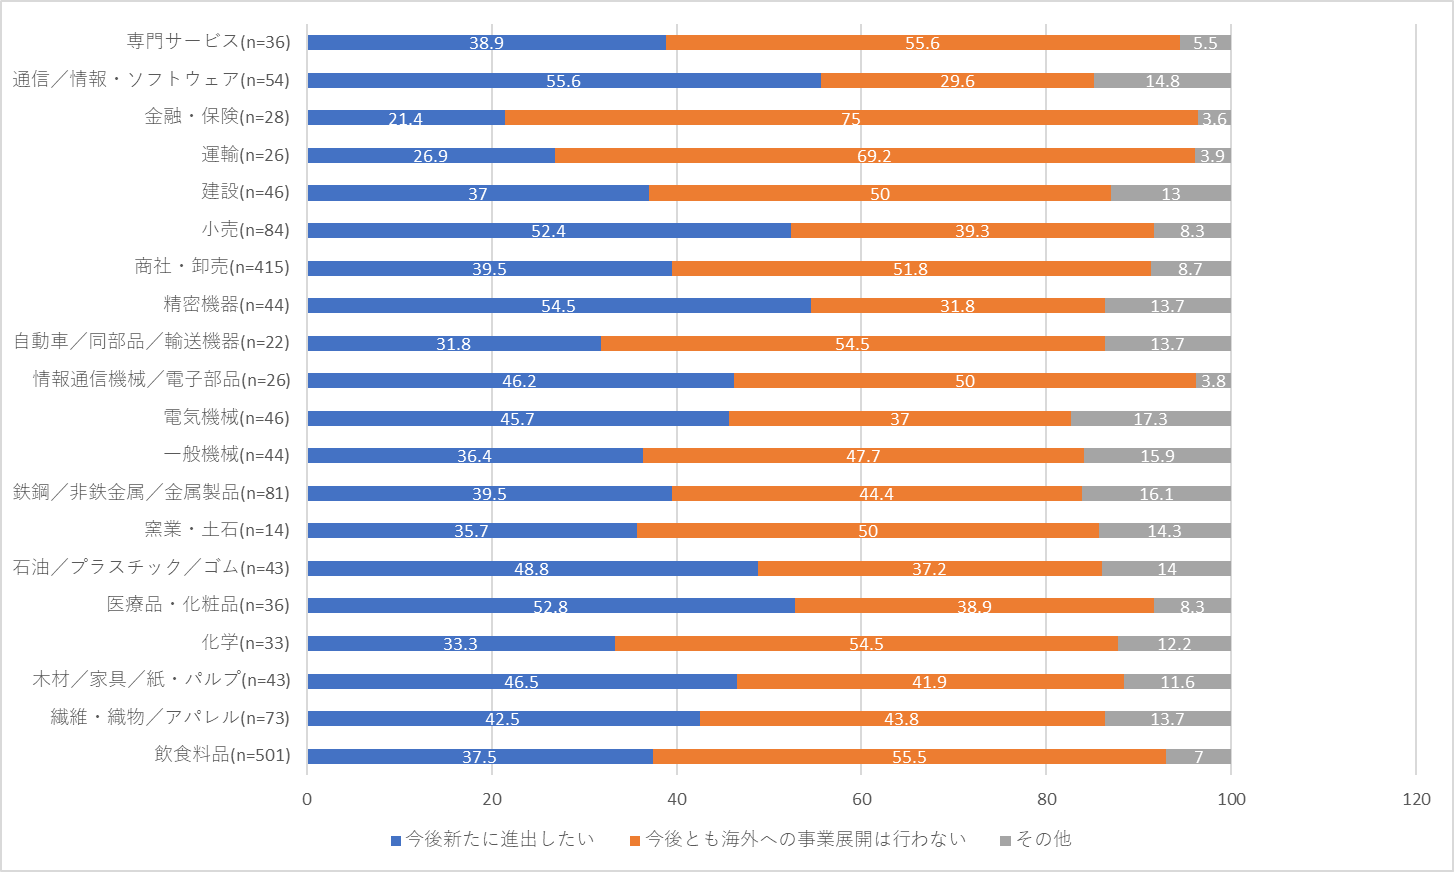 専門サービス(n=36) 38.9 55.6 5.5
通信／情報・ソフトウェア(n=54) 55.6 29.6 14.8
金融・保険(n=28) 21.4 75 3.6
運輸(n=26) 26.9 69.2 3.9
建設(n=46) 37 50 13
小売(n=84) 52.4 39.3 8.3
商社・卸売(n=415) 39.5 51.8 8.7
精密機器(n=44) 54.5 31.8 13.7
自動車／同部品／輸送機器(n=22) 31.8 54.5 13.7
情報通信機械／電子部品(n=26) 46.2 50 3.8
電気機械(n=46) 45.7 37 17.3
一般機械(n=44) 36.4 47.7 15.9
鉄鋼／非鉄金属／金属製品(n=81) 39.5 44.4 16.1
窯業・土石(n=14) 35.7 50 14.3
石油／プラスチック／ゴム(n=43) 48.8 37.2 14
医療品・化粧品(n=36) 52.8 38.9 8.3
化学(n=33) 33.3 54.5 12.2
木材／家具／紙・パルプ(n=43) 46.5 41.9 11.6
繊維・織物／アパレル(n=73) 42.5 43.8 13.7
飲食料品(n=501) 37.5 55.5 7
0 20 40 60 80 100 120
今後新たに進出したい 今後とも海外への事業展開は行わない その他